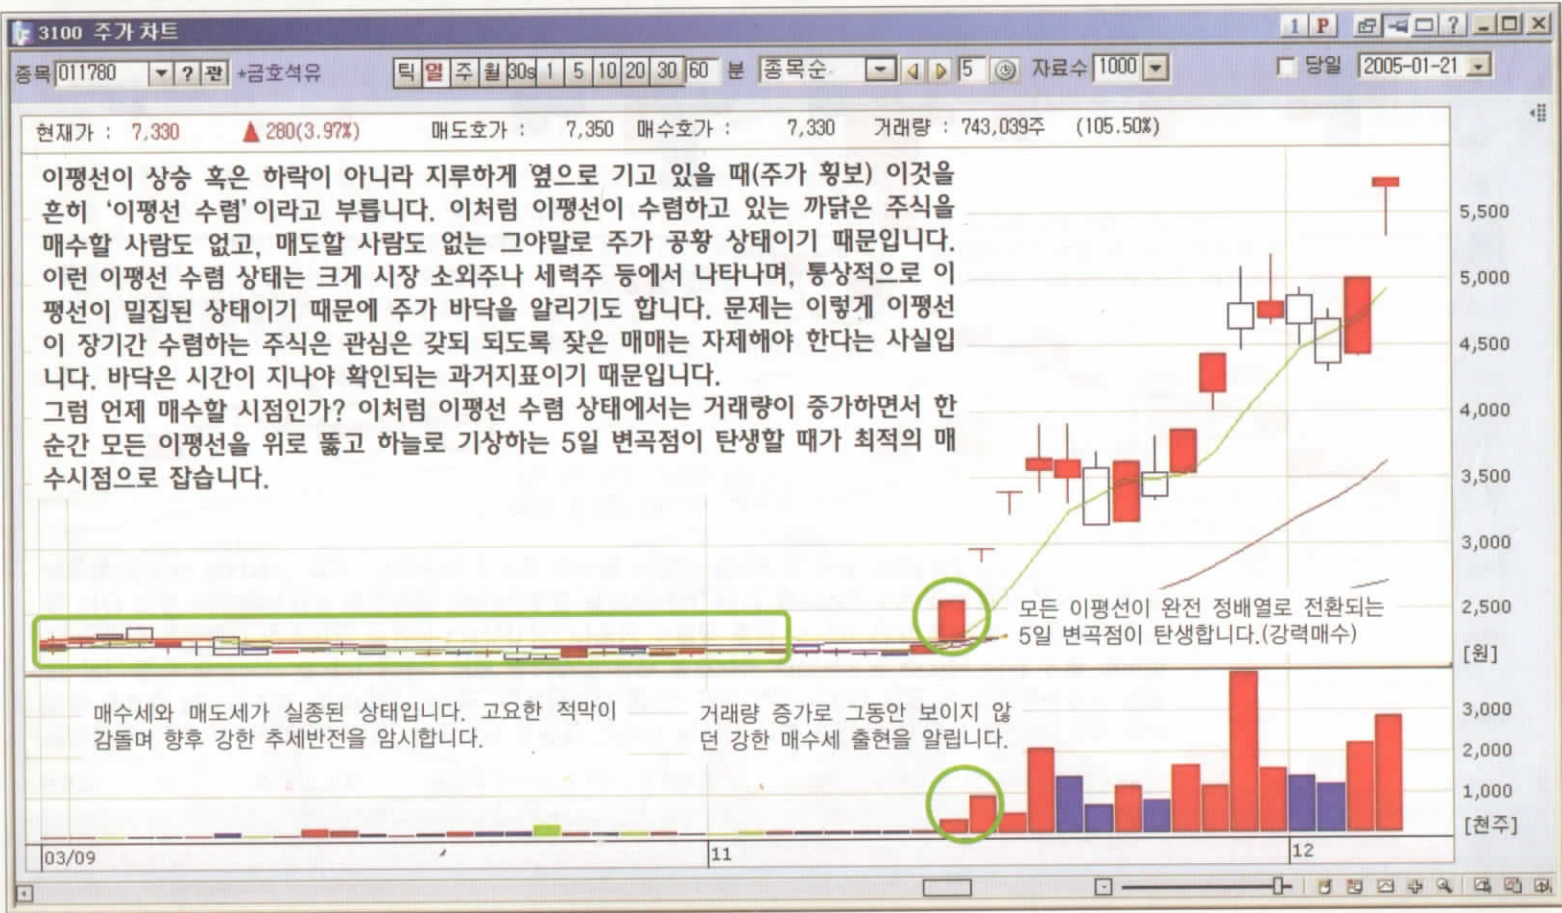 3100 주가 차트
1 P ?
종목 011780 ? 관 *금호석유 틱 일 주 월 30s 1 5 10 20 30 60 분 종목순 5 자료수 1000 당일 2005-01-21
현재가 : 7,330 ▲ 280(3.97%) 매도호가 : 7,350 매수호가 : 7,330 거래량 : 743,039주 (105.50%)
이평선이 상승 혹은 하락이 아니라 지루하게 옆으로 기고 있을 때(주가 횡보) 이것을
흔히 ‘이평선 수렴’이라고 부릅니다. 이처럼 이평선이 수렴하고 있는 까닭은 주식을
매수할 사람도 없고, 매도할 사람도 없는 그야말로 주가 공황 상태이기 때문입니다.
이런 이평선 수렴 상태는 크게 시장 소외주나 세력주 등에서 나타나며, 통상적으로 이
평선이 밀집된 상태이기 때문에 주가 바닥을 알리기도 합니다. 문제는 이렇게 이평선
이 장기간 수렴하는 주식은 관심은 갖되 되도록 잦은 매매는 자제해야 한다는 사실입
니다. 바닥은 시간이 지나야 확인되는 과거지표이기 때문입니다.
그럼 언제 매수할 시점인가? 이처럼 이평선 수렴 상태에서는 거래량이 증가하면서 한
순간 모든 이평선을 위로 뚫고 하늘로 기상하는 5일 변곡점이 탄생할 때가 최적의 매
수시점으로 잡습니다.
5,500
5,000
4,500
4,000
3,500
3,000
2,500
[원]
모든 이평선이 완전 정배열로 전환되는
5일 변곡점이 탄생합니다.(강력매수)
매수세와 매도세가 실종된 상태입니다. 고요한 적막이
감돌며 향후 강한 추세반전을 암시합니다.
거래량 증가로 그동안 보이지 않
던 강한 매수세 출현을 알립니다.
3,000
2,000
1,000
[천주]
03/09 11 12